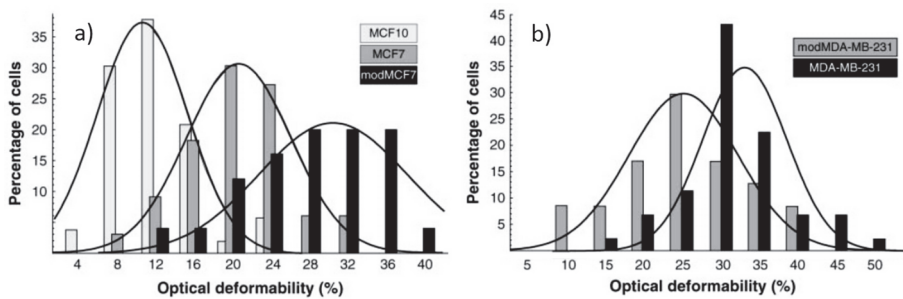 a)
MCF10
MCF7
modMCF7
Percentage of cells
35
30
25
20
15
10
4 8 12 16 20 24 28 32 36 40
Optical deformability (%)
b)
modMDA-MB-231
MDA-MB-231
Percentage of cells
45
40
35
30
25
20
15
10
5
5 10 15 20 25 30 35 40 45 50
Optical deformability (%)